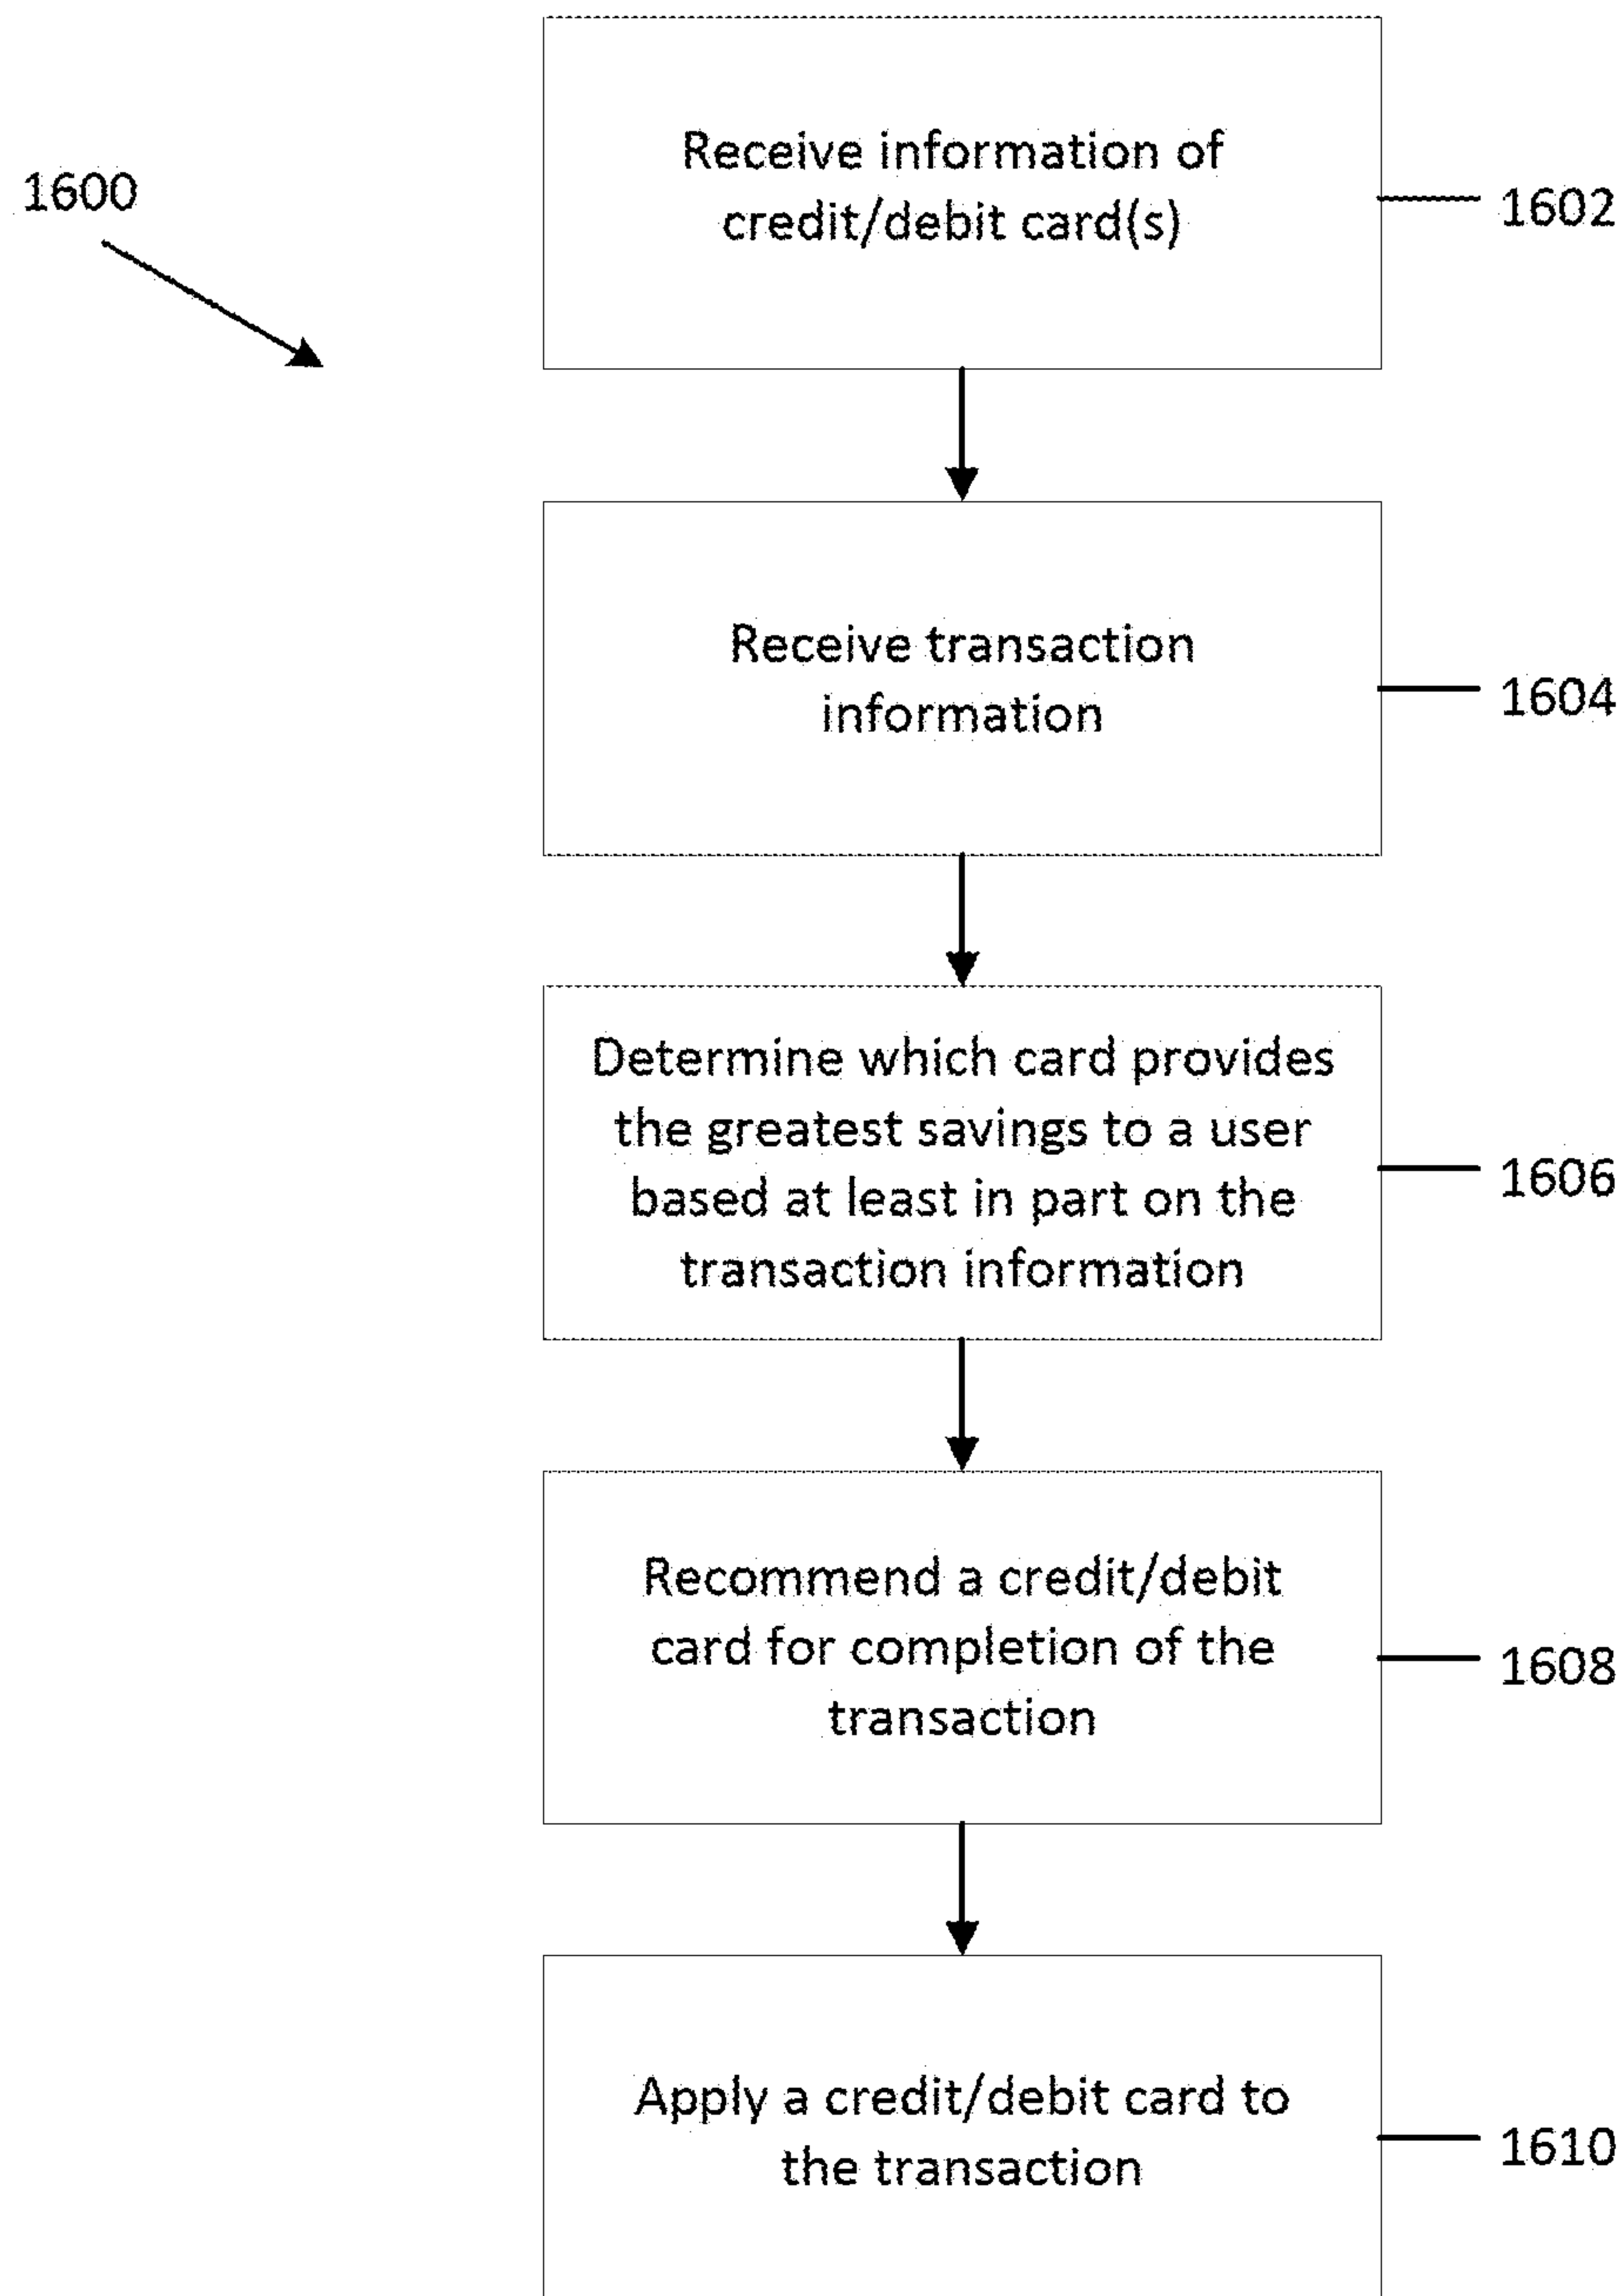 1600
Receive information of
credit/debit card(s)
1602
Receive transaction
information
1604
Determine which card provides
the greatest savings to a user
based at least in part on the
transaction information
1606
Recommend a credit/debit
card for completion of the
transaction
1608
Apply a credit/debit card to
the transaction
1610